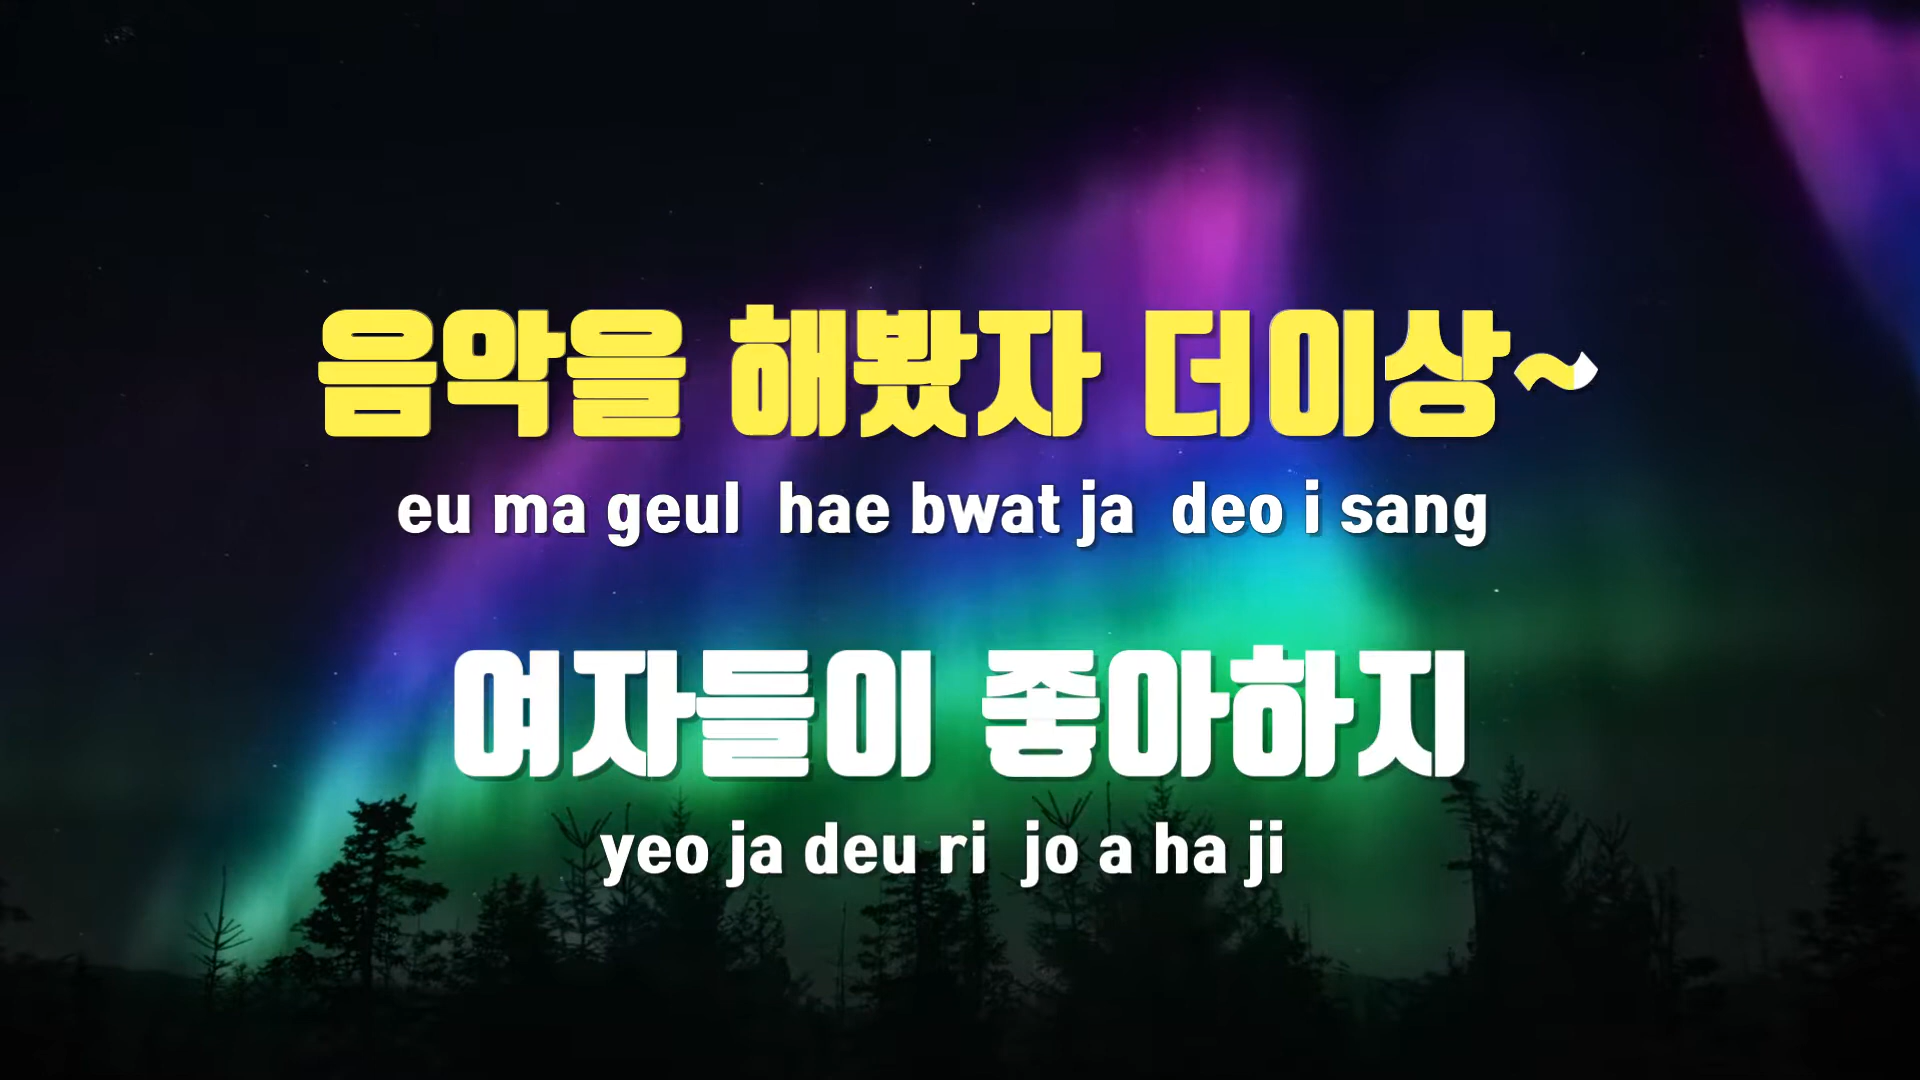 음악을 해봤자 더이상~
eu ma geul hae bwat ja deo i sang
여자들이 좋아하지
yeo ja deu ri jo a ha ji